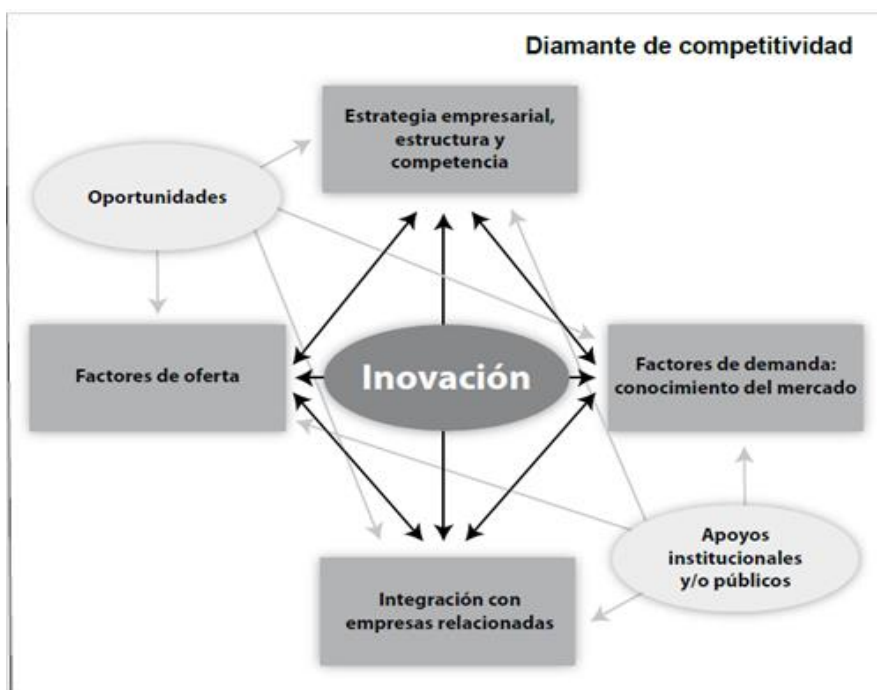 Diamante de competitividad
Estrategia empresarial,
estructura y
competencia
Oportunidades
Factores de oferta
Inovación
Factores de demanda:
conocimiento del mercado
Apoyos
institucionales
y/o públicos
Integración con
empresas relacionadas